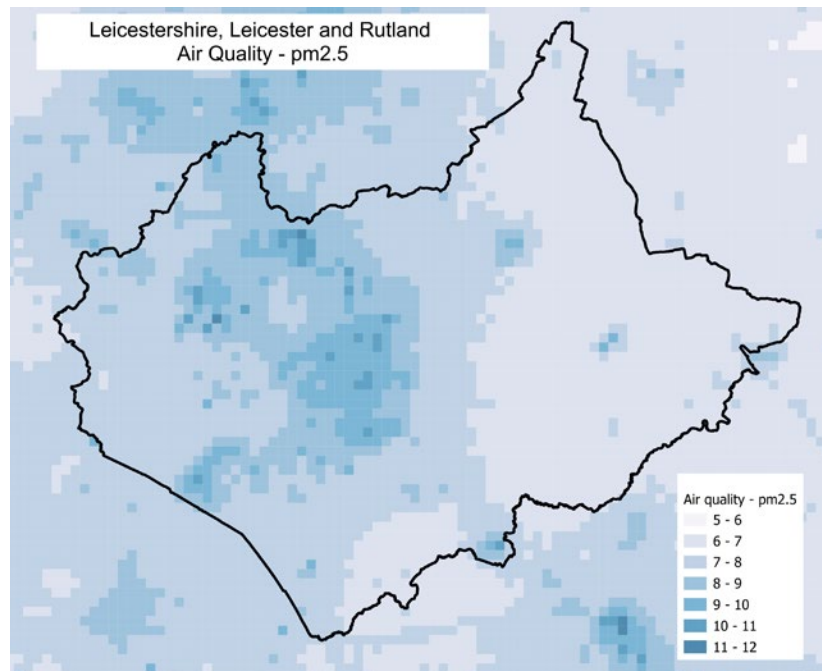 Leicestershire, Leicester and Rutland
Air Quality - pm2.5
Air quality - pm2.5
5 - 6
6 - 7
7 - 8
8 - 9
9 - 10
10 - 11
11 - 12